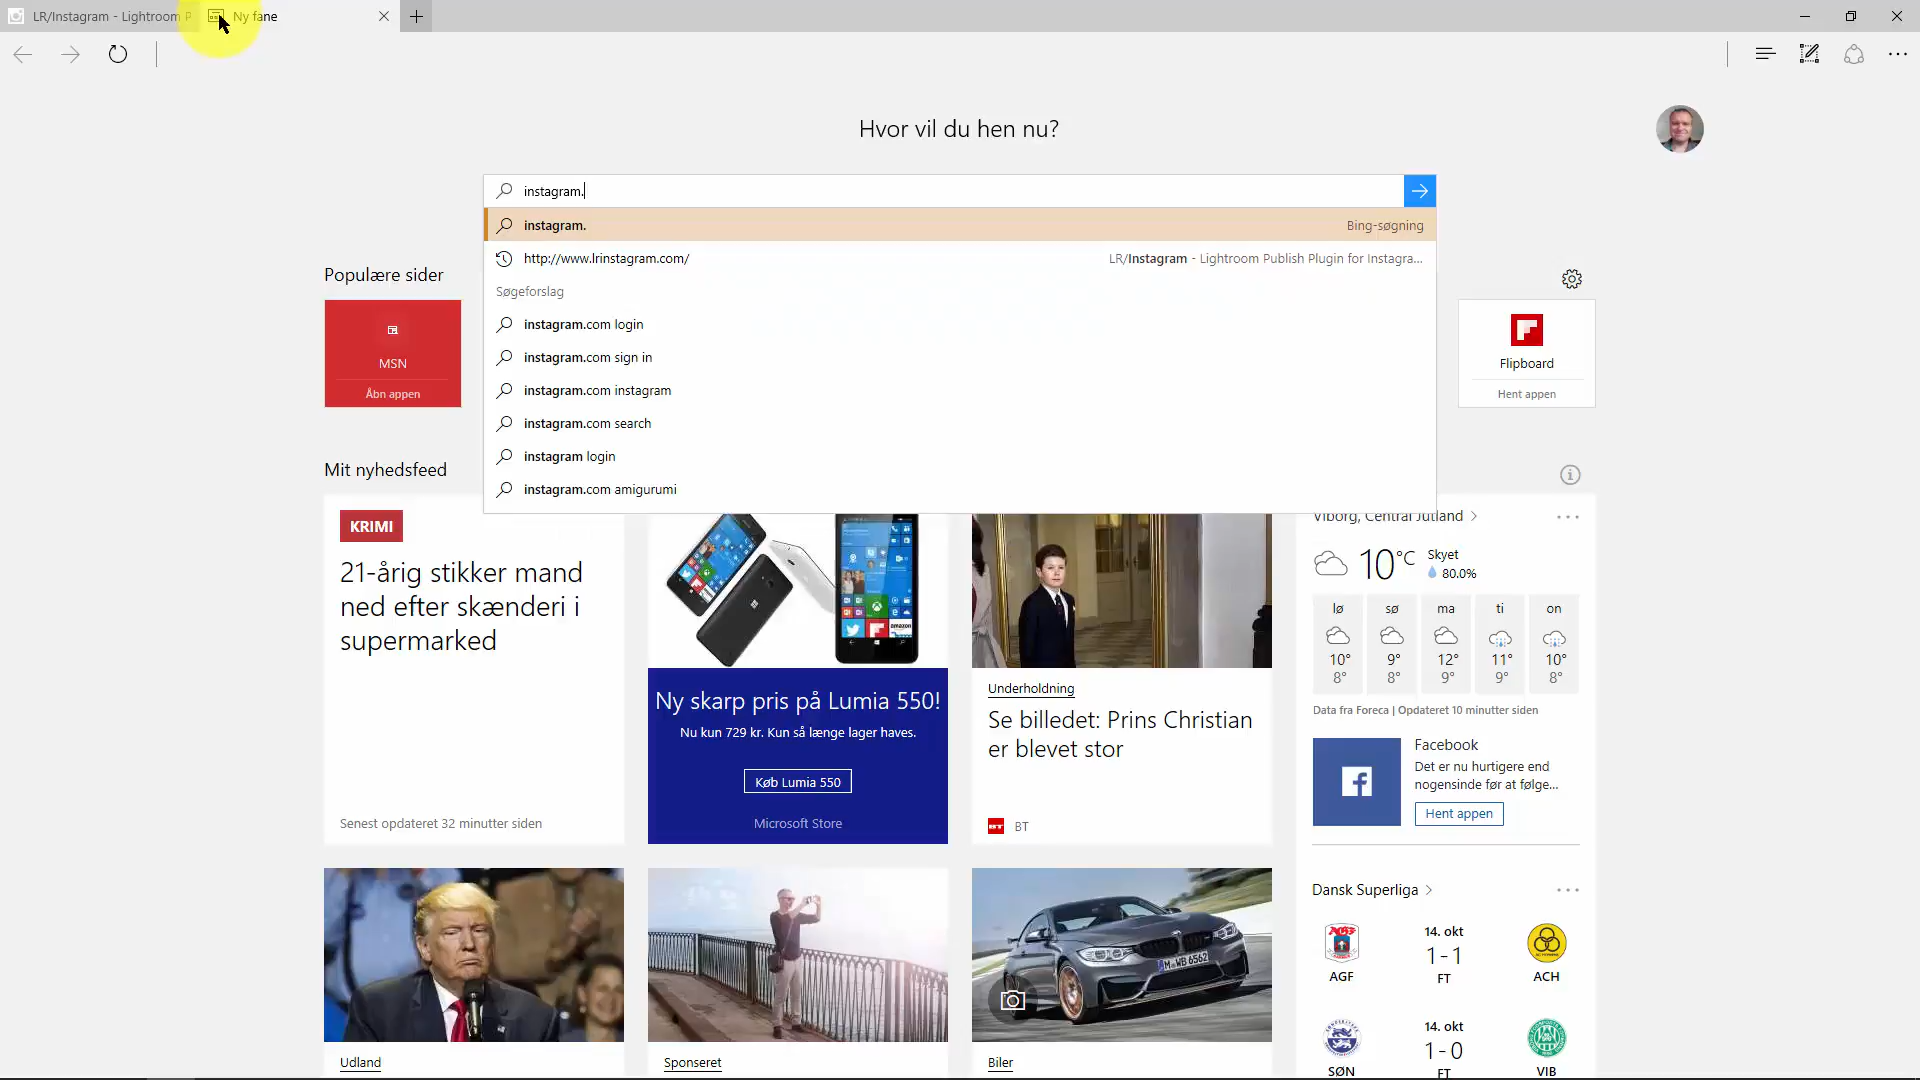 LR/Instagram - Lightroom P
Ny fane
Hvor vil du hen nu?
instagram.
instagram.
Bing-søgning
http://www.lrinstagram.com/
LR/Instagram - Lightroom Publish Plugin for Instagra...
Søgeforslag
instagram.com login
instagram.com sign in
instagram.com instagram
instagram.com search
instagram login
instagram.com amigurumi
Populære sider
MSN
Åbn appen
Flipboard
Hent appen
Mit nyhedsfeed
KRIMI
21-årig stikker mand
ned efter skænderi i
supermarked
Senest opdateret 32 minutter siden
Ny skarp pris på Lumia 550!
Nu kun 729 kr. Kun så længe lager haves.
Køb Lumia 550
Microsoft Store
Underholdning
Se billedet: Prins Christian
er blevet stor
BT
BT
Viborg, Central Jutland
10°C
Skyet
80.0%
lø
sø
ma
ti
on
10°
9°
12°
11°
10°
8°
8°
9°
9°
8°
Data fra Foreca | Opdateret 10 minutter siden
Facebook
Det er nu hurtigere end
nogensinde før at følge...
Hent appen
Dansk Superliga
14. okt
1-1
FT
AGF
ACH
14. okt
1-0
FT
SØN
VIB
Udland
Sponseret
Biler
M·WB 6562
amazon